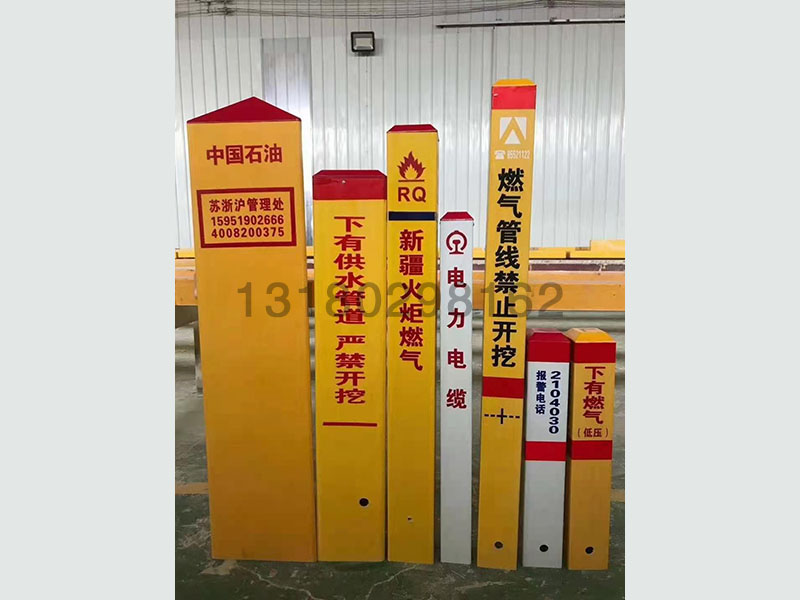 中国石油
苏浙沪管理处
15951902666
4008200375
下有供水管道 严禁开挖
RQ
新疆火炬燃气
电力电缆
85521122
燃气管线禁止开挖
2104030
报警电话
下有燃气
(低压)
13180298162